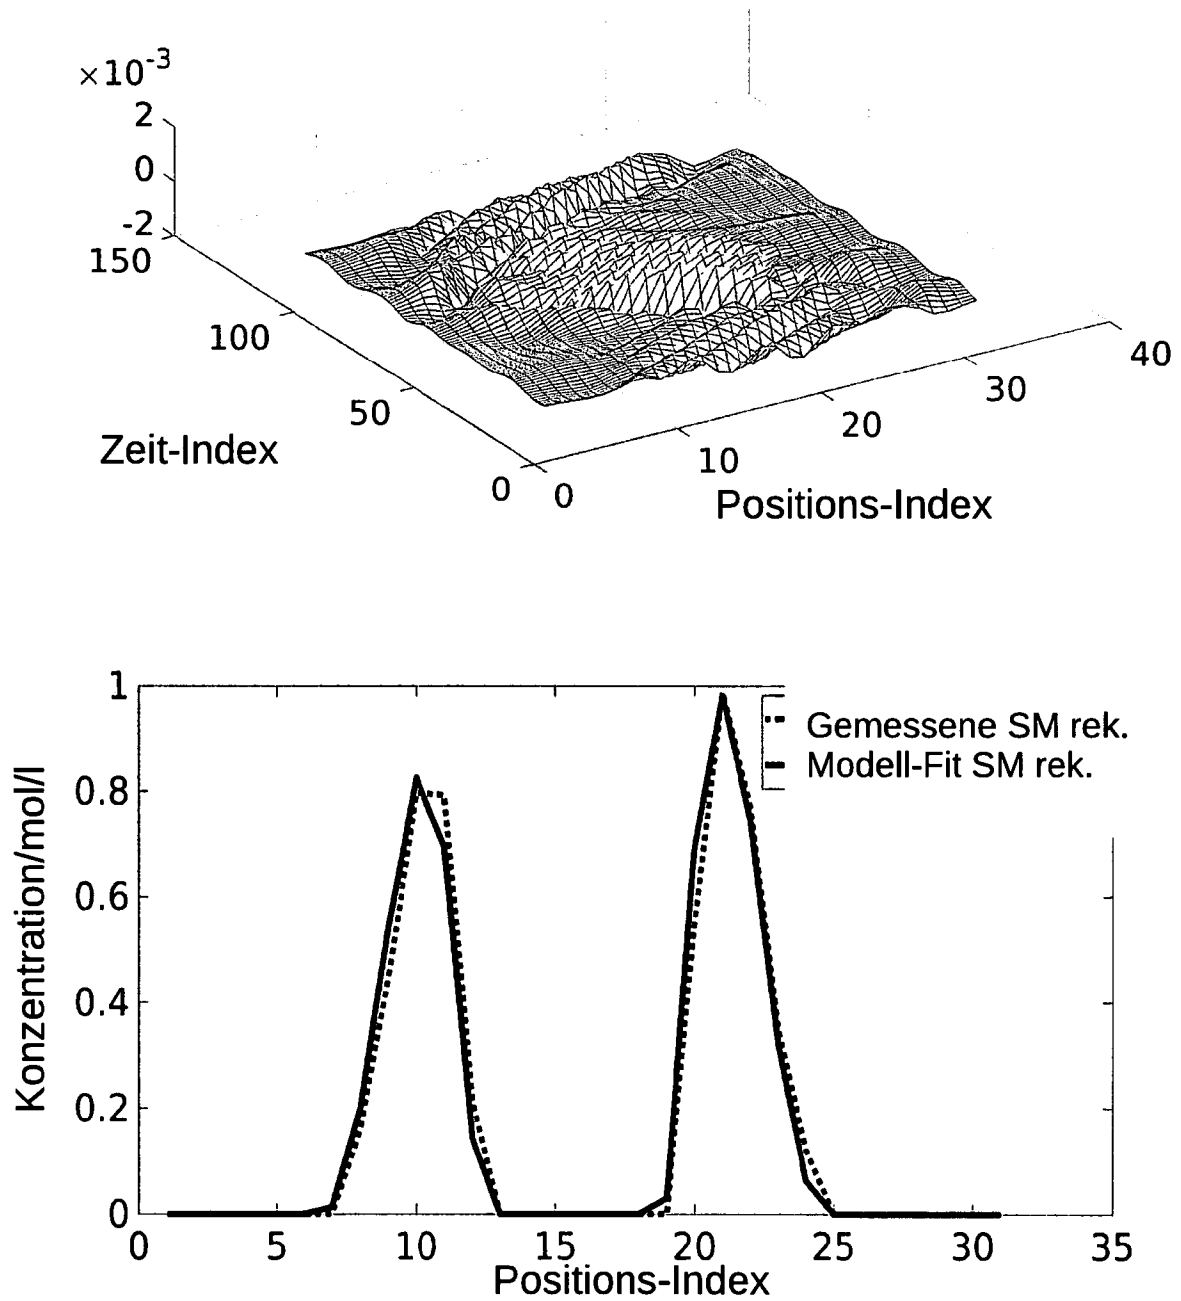 ×10⁻³
2
0
-2
150
100
50
0
0
10
20
30
40
Zeit-Index
Positions-Index
1
0.8
0.6
0.4
0.2
0
Konzentration/mol/l
Gemessene SM rek.
Modell-Fit SM rek.
0 5 10 15 20 25 30 35
Positions-Index